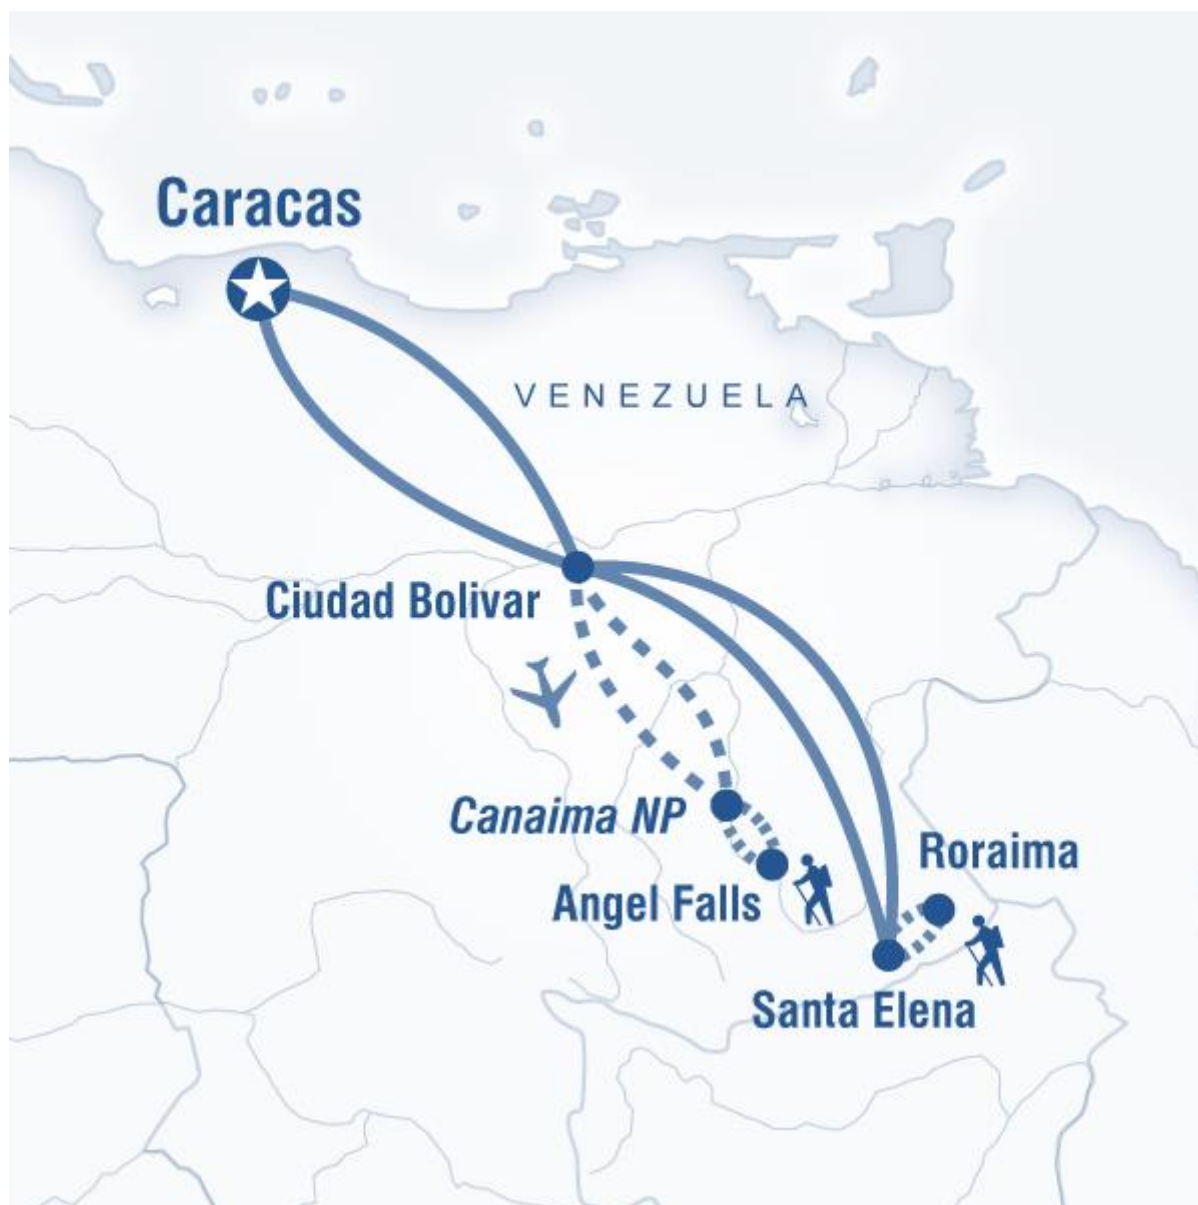 Caracas
VENEZUELA
Ciudad Bolivar
Canaima NP
Roraima
Angel Falls
Santa Elena